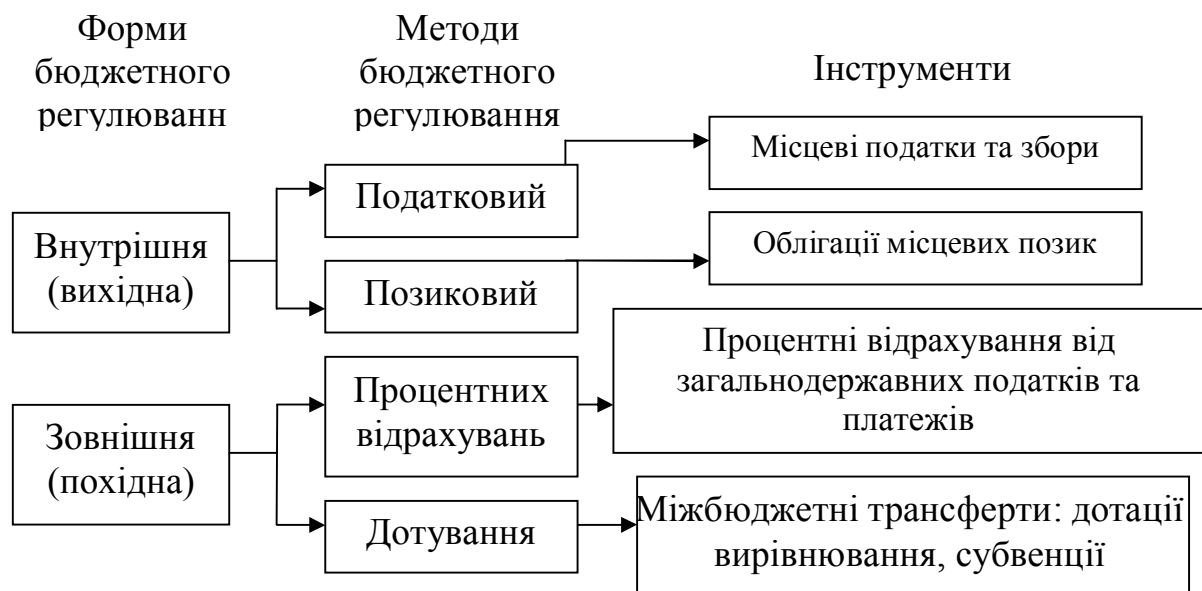 Форми
бюджетного
регулюванн
Методи
бюджетного
регулювання
Інструменти
Внутрішня
(вихідна)
Податковий
Місцеві податки та збори
Позиковий
Облігації місцевих позик
Зовнішня
(похідна)
Процентних
відрахувань
Процентні відрахування від
загальнодержавних податків та
платежів
Дотування
Міжбюджетні трансферти: дотації
вирівнювання, субвенції